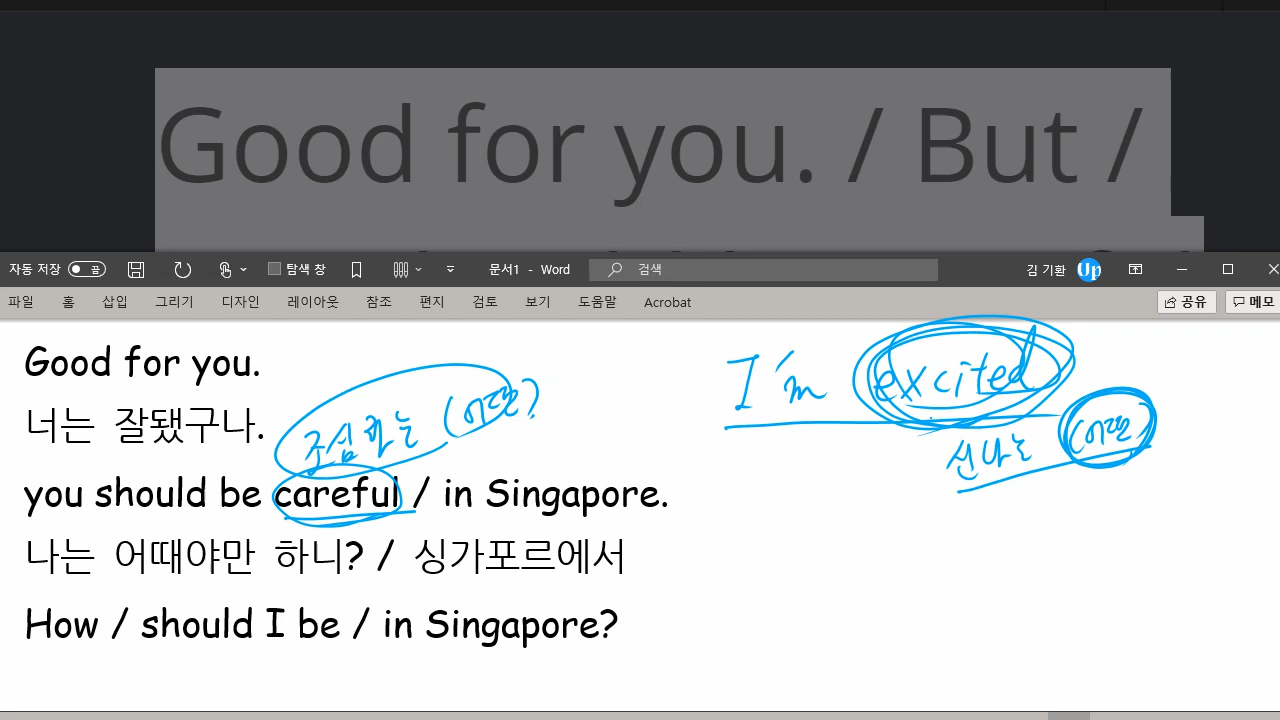 Good for you. / But /
자동 저장 끔 탐색 창 문서1 - Word 검색 김 기환 Up
파일 홈 삽입 그리기 디자인 레이아웃 참조 편지 검토 보기 도움말 Acrobat 공유 메모
Good for you.
I'm excited
너는 잘됐구나.
조심하는 (어떤?)
신나는 (어떤)
you should be careful / in Singapore.
나는 어때야만 하니? / 싱가포르에서
How / should I be / in Singapore?